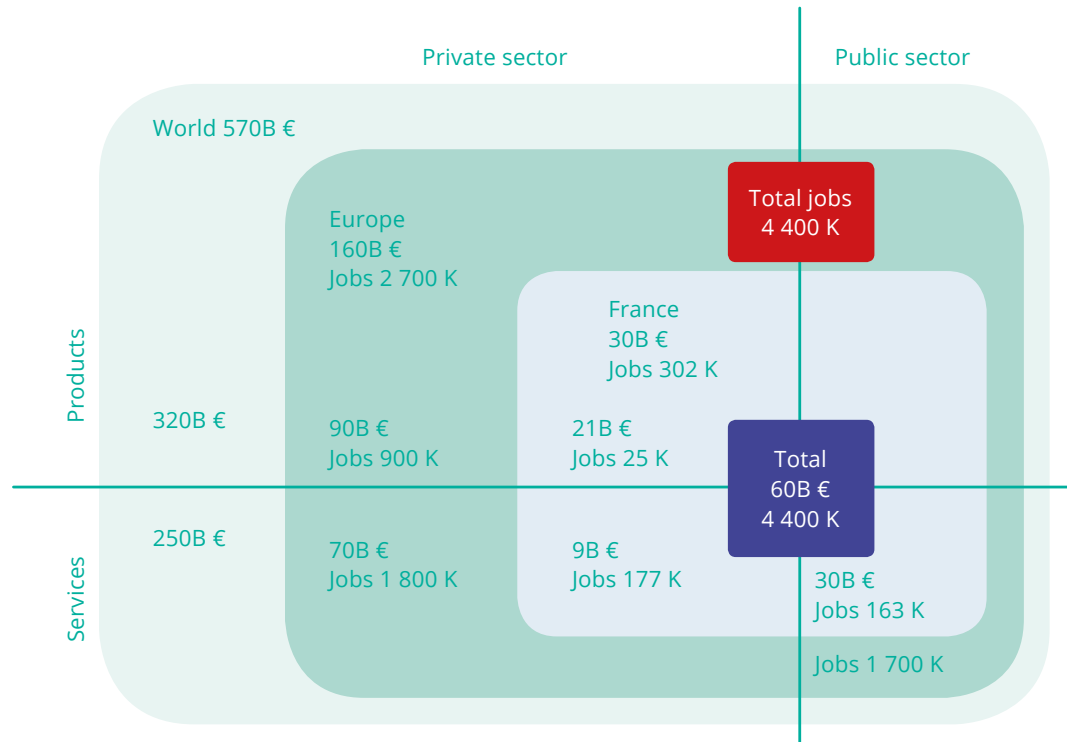 Private sector
Public sector
World 570B €
Total jobs
4 400 K
Europe
160B €
Jobs 2 700 K
France
30B €
Jobs 302 K
Products
320B €
90B €
Jobs 900 K
21B €
Jobs 25 K
Total
60B €
4 400 K
Services
250B €
70B €
Jobs 1 800 K
9B €
Jobs 177 K
30B €
Jobs 163 K
Jobs 1 700 K